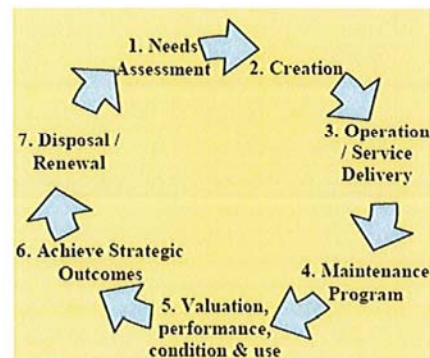 1. Needs
Assessment
2. Creation
3. Operation
/ Service
Delivery
4. Maintenance
Program
5. Valuation,
performance,
condition & use
6. Achieve Strategic
Outcomes
7. Disposal /
Renewal